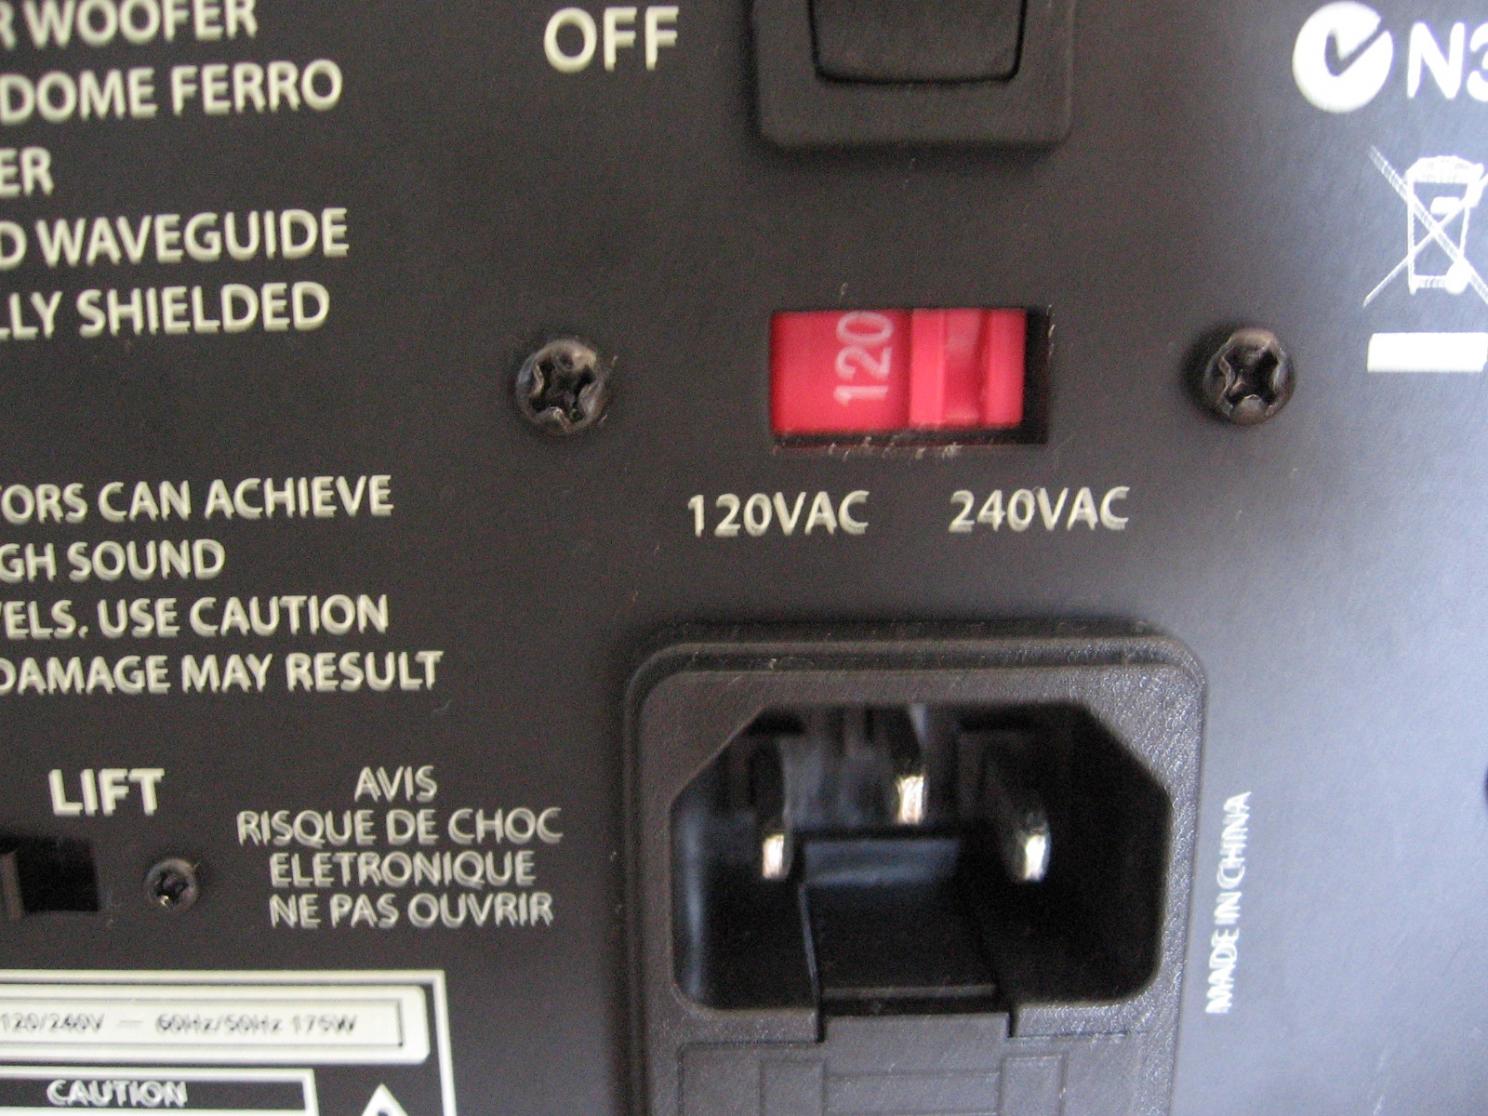 R WOOFER
DOME FERRO
ER
D WAVEGUIDE
LLY SHIELDED
OFF
N3
120
120VAC 240VAC
TORS CAN ACHIEVE
GH SOUND
VELS. USE CAUTION
DAMAGE MAY RESULT
LIFT
AVIS
RISQUE DE CHOC
ELETRONIQUE
NE PAS OUVRIR
MADE IN CHINA
120/240V — 60Hz/50Hz 175W
CAUTION